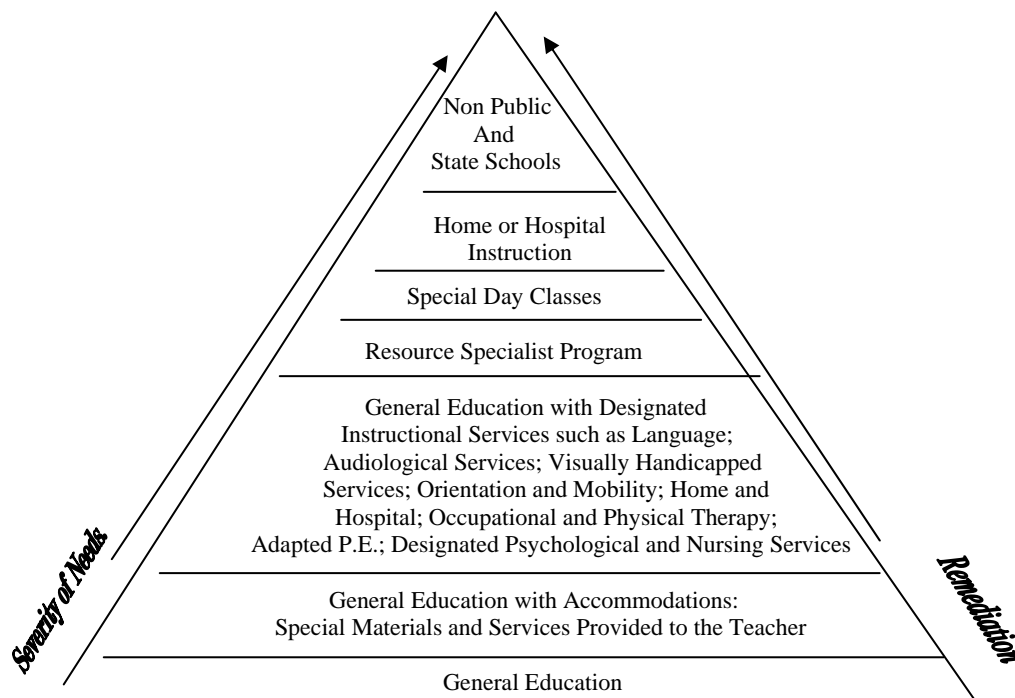 Non Public
And
State Schools
Home or Hospital
Instruction
Special Day Classes
Resource Specialist Program
General Education with Designated
Instructional Services such as Language;
Audiological Services; Visually Handicapped
Services; Orientation and Mobility; Home and
Hospital; Occupational and Physical Therapy;
Adapted P.E.; Designated Psychological and Nursing Services
General Education with Accommodations:
Special Materials and Services Provided to the Teacher
General Education
Severity of Needs
Remediation